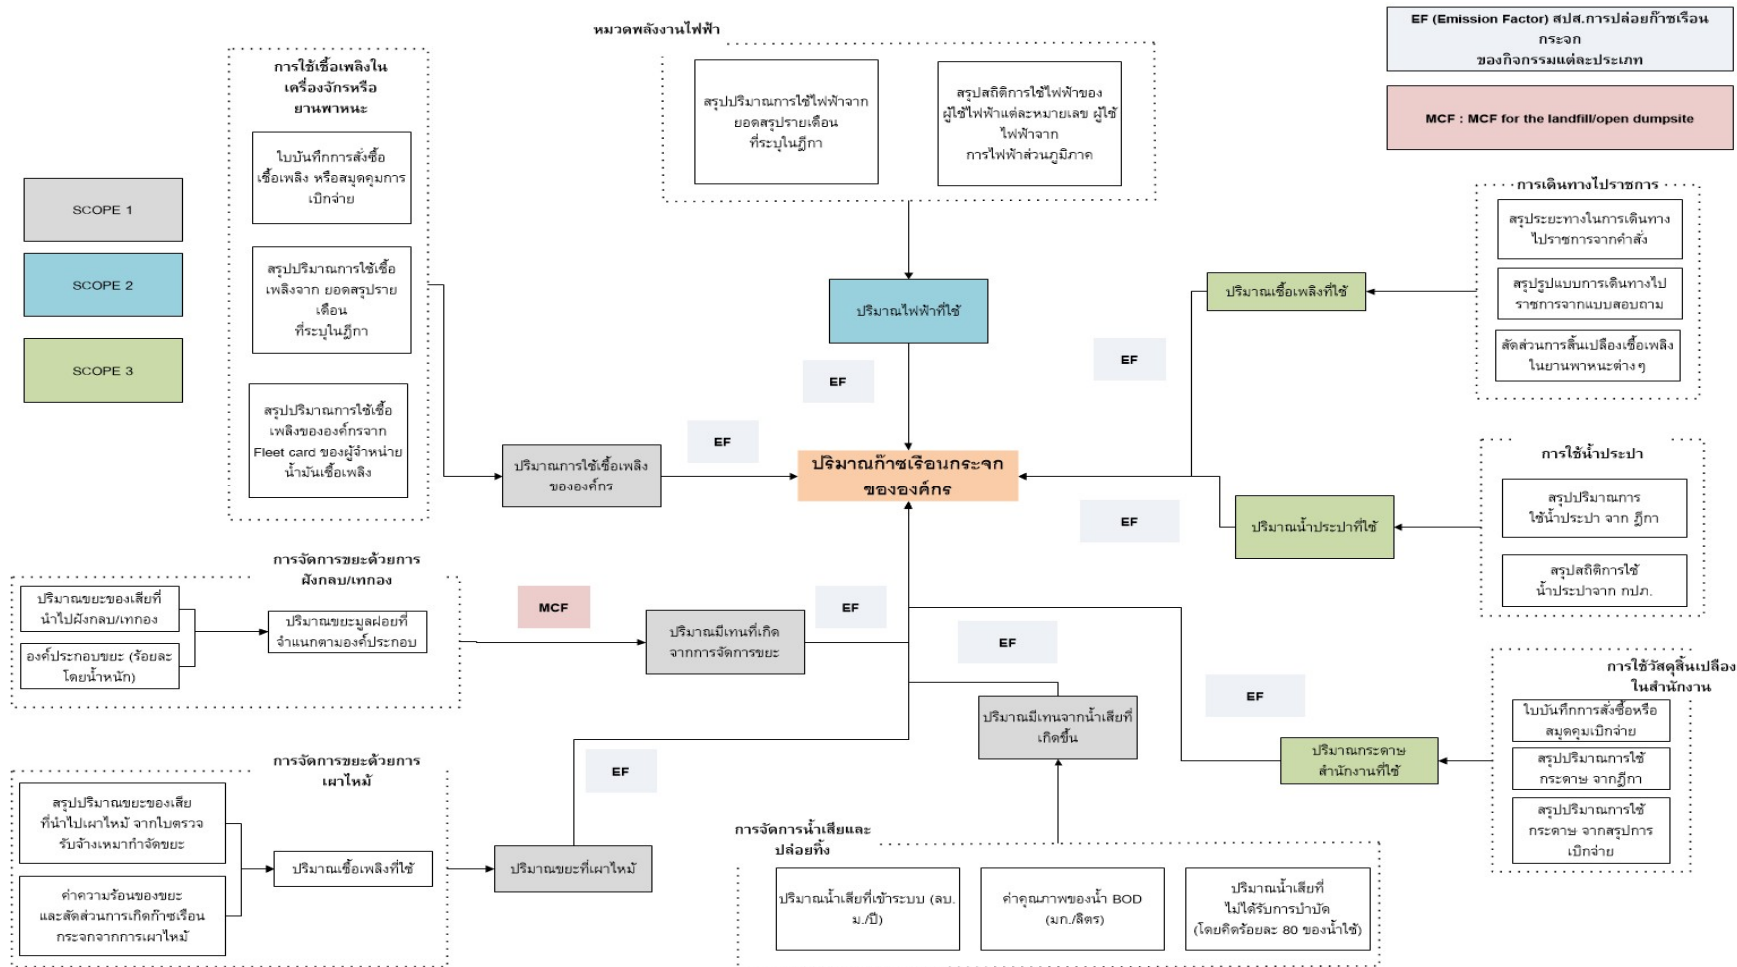 หมวดพลังงานไฟฟ้า
สรุปปริมาณการใช้ไฟฟ้าจาก
ยอดสรุปรายเดือน
ที่ระบุในฎีกา
สรุปสถิติการใช้ไฟฟ้าของ
ผู้ใช้ไฟฟ้าแต่ละหมายเลข ผู้ใช้
ไฟฟ้าจาก
การไฟฟ้าส่วนภูมิภาค
EF (Emission Factor) สปส.การปล่อยก๊าซเรือน
กระจก
ของกิจกรรมแต่ละประเภท
MCF : MCF for the landfill/open dumpsite
SCOPE 1
SCOPE 2
SCOPE 3
การใช้เชื้อเพลิงใน
เครื่องจักรหรือ
ยานพาหนะ
ใบบันทึกการสั่งซื้อ
เชื้อเพลิง หรือสมุดคุมการ
เบิกจ่าย
สรุปปริมาณการใช้เชื้อ
เพลิงจาก ยอดสรุปราย
เดือน
ที่ระบุในฎีกา
สรุปปริมาณการใช้เชื้อ
เพลิงขององค์กรจาก
Fleet card ของผู้จำหน่าย
น้ำมันเชื้อเพลิง
ปริมาณการใช้เชื้อเพลิง
ขององค์กร
EF
ปริมาณไฟฟ้าที่ใช้
EF
ปริมาณก๊าซเรือนกระจก
ขององค์กร
การเดินทางไปราชการ
สรุประยะทางในการเดินทาง
ไปราชการจากคำสั่ง
สรุปรูปแบบการเดินทางไป
ราชการจากแบบสอบถาม
สัดส่วนการสิ้นเปลืองเชื้อเพลิง
ในยานพาหนะต่างๆ
ปริมาณเชื้อเพลิงที่ใช้
EF
การใช้น้ำประปา
สรุปปริมาณการ
ใช้น้ำประปา จาก ฎีกา
สรุปสถิติการใช้
น้ำประปาจาก กปภ.
ปริมาณน้ำประปาที่ใช้
EF
การจัดการขยะด้วยการ
ฝังกลบ/เทกอง
ปริมาณขยะของเสียที่
นำไปฝังกลบ/เทกอง
องค์ประกอบขยะ (ร้อยละ
โดยน้ำหนัก)
ปริมาณขยะมูลฝอยที่
จำแนกตามองค์ประกอบ
MCF
ปริมาณมีเทนที่เกิด
จากการจัดการขยะ
EF
EF
ปริมาณมีเทนจากน้ำเสียที่
เกิดขึ้น
EF
การใช้วัสดุสิ้นเปลือง
ในสำนักงาน
ใบบันทึกการสั่งซื้อหรือ
สมุดคุมเบิกจ่าย
สรุปปริมาณการใช้
กระดาษ จากฎีกา
สรุปปริมาณการใช้
กระดาษ จากสรุปการ
เบิกจ่าย
ปริมาณกระดาษ
สำนักงานที่ใช้
การจัดการขยะด้วยการ
เผาไหม้
สรุปปริมาณขยะของเสีย
ที่นำไปเผาไหม้ จากใบตรวจ
รับจ้างเหมากำจัดขยะ
ค่าความร้อนของขยะ
และสัดส่วนการเกิดก๊าซเรือน
กระจกจากการเผาไหม้
ปริมาณเชื้อเพลิงที่ใช้
ปริมาณขยะที่เผาไหม้
EF
การจัดการน้ำเสียและ
ปล่อยทิ้ง
ปริมาณน้ำเสียที่เข้าระบบ (ลบ.
ม./ปี)
ค่าคุณภาพของน้ำ BOD
(มก./ลิตร)
ปริมาณน้ำเสียที่
ไม่ได้รับการบำบัด
(โดยคิดร้อยละ 80 ของน้ำใช้)